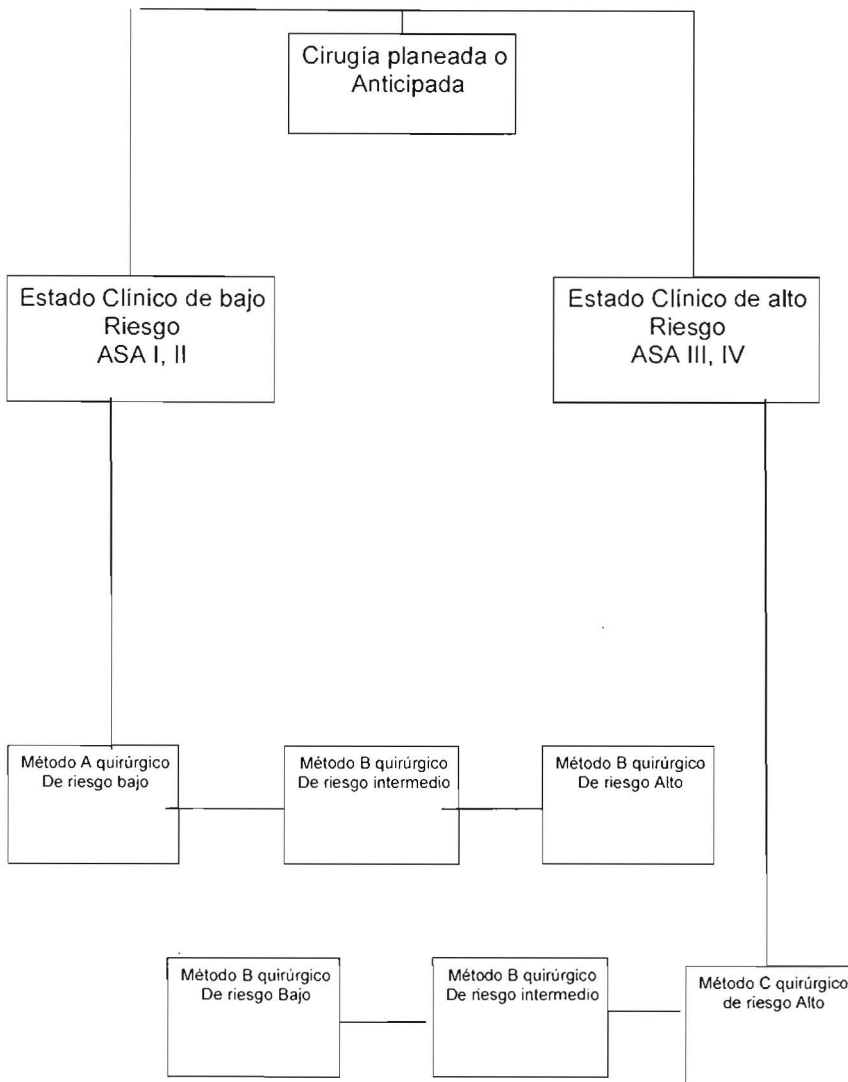 Cirugía planeada o
Anticipada
Estado Clínico de bajo
Riesgo
ASA I, II
Estado Clínico de alto
Riesgo
ASA III, IV
Método A quirúrgico
De riesgo bajo
Método B quirúrgico
De riesgo intermedio
Método B quirúrgico
De riesgo Alto
Método B quirúrgico
De riesgo Bajo
Método B quirúrgico
De riesgo intermedio
Método C quirúrgico
de riesgo Alto